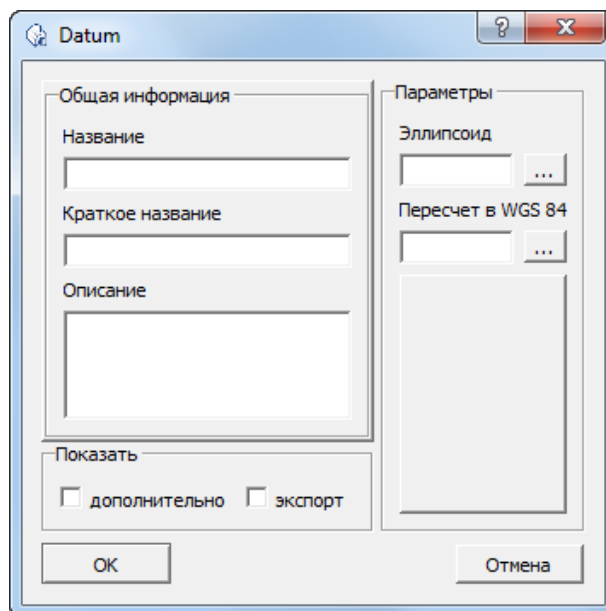 Datum
Общая информация
Название
Краткое название
Описание
Показать
дополнительно экспорт
Параметры
Эллипсоид
...
Пересчет в WGS 84
...
OK
Отмена